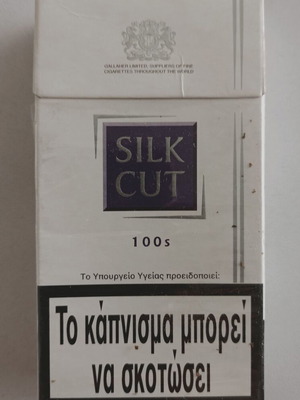 GALLAHER LIMITED, SUPPLIERS OF FINE
CIGARETTES THROUGHOUT THE WORLD
SILK
CUT
100s
Το Υπουργείο Υγείας προειδοποιεί:
Το κάπνισμα μπορεί
να σκοτώσει